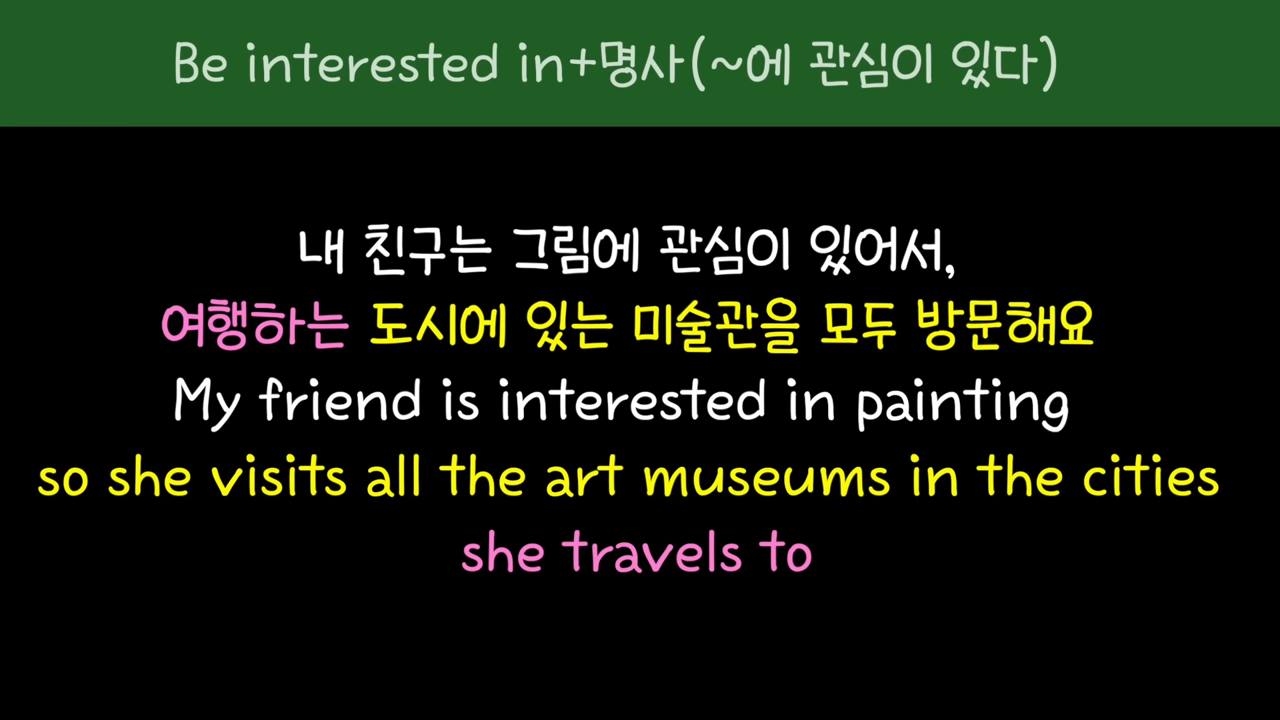 Be interested in+명사(~에 관심이 있다)
내 친구는 그림에 관심이 있어서,
여행하는 도시에 있는 미술관을 모두 방문해요
My friend is interested in painting
so she visits all the art museums in the cities
she travels to